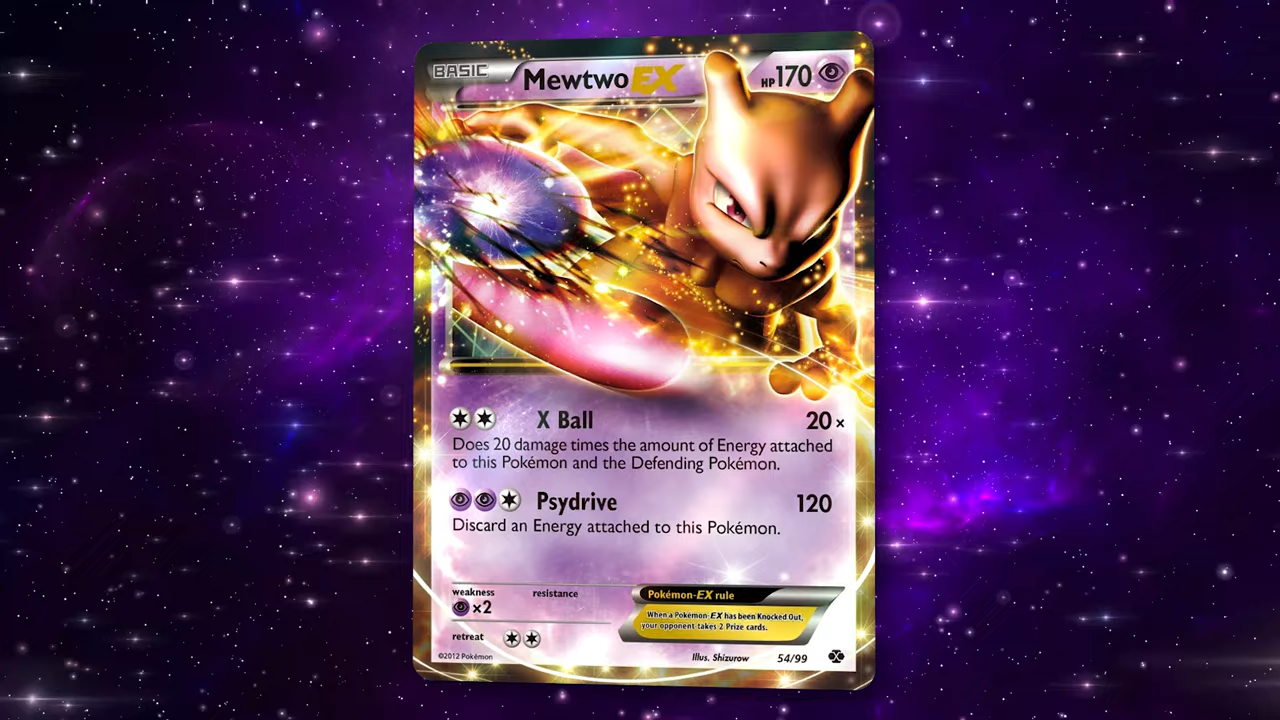 BASIC
Mewtwo EX
HP 170
X Ball 20×
Does 20 damage times the amount of Energy attached
to this Pokémon and the Defending Pokémon.
Psydrive 120
Discard an Energy attached to this Pokémon.
weakness resistance
×2
Pokémon-EX rule
When a Pokémon-EX has been Knocked Out,
your opponent takes 2 Prize cards.
retreat
©2012 Pokémon
Illus. Shizurow 54/99